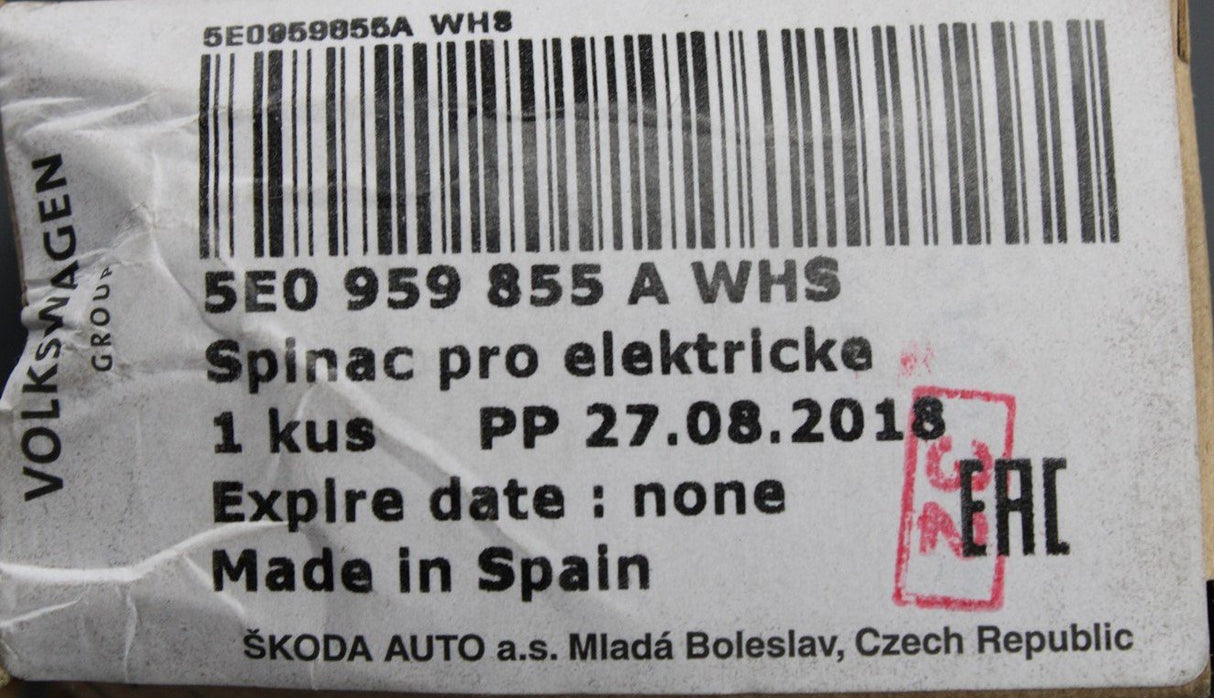 5E0959855A WHS
VOLKSWAGEN
GROUP
5E0 959 855 A WHS
Spinac pro elektricke
1 kus PP 27.08.2018
Expire date : none
Made in Spain
EAC
ŠKODA AUTO a.s. Mladá Boleslav, Czech Republic